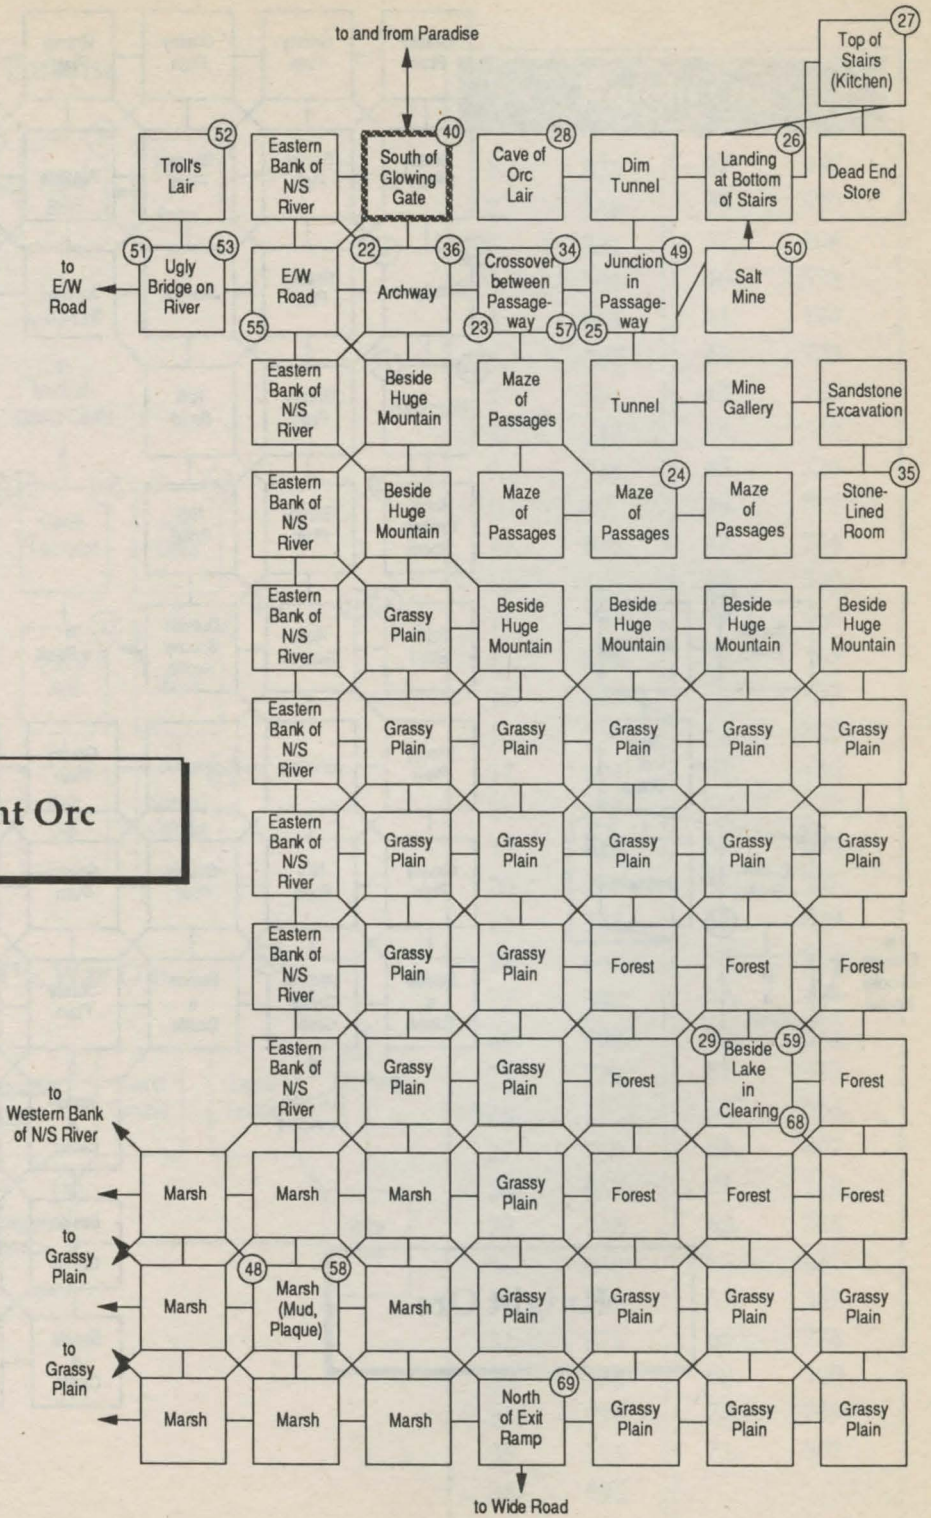 to and from Paradise
27
Top of
Stairs
(Kitchen)
52
Troll's
Lair
Eastern
Bank of
N/S
River
40
South of
Glowing
Gate
28
Cave of
Orc
Lair
Dim
Tunnel
26
Landing
at Bottom
of Stairs
Dead End
Store
to
E/W
Road
51
53
Ugly
Bridge on
River
E/W
Road
55
22
36
Archway
34
Crossover
between
Passage-
way
23
57
49
Junction
in
Passage-
way
25
50
Salt
Mine
Eastern
Bank of
N/S
River
Beside
Huge
Mountain
Maze
of
Passages
Tunnel
Mine
Gallery
Sandstone
Excavation
Eastern
Bank of
N/S
River
Beside
Huge
Mountain
Maze
of
Passages
24
Maze
of
Passages
Maze
of
Passages
35
Stone-
Lined
Room
Eastern
Bank of
N/S
River
Grassy
Plain
Beside
Huge
Mountain
Beside
Huge
Mountain
Beside
Huge
Mountain
Beside
Huge
Mountain
Eastern
Bank of
N/S
River
Grassy
Plain
Grassy
Plain
Grassy
Plain
Grassy
Plain
Grassy
Plain
Orc
Eastern
Bank of
N/S
River
Grassy
Plain
Grassy
Plain
Grassy
Plain
Grassy
Plain
Grassy
Plain
Eastern
Bank of
N/S
River
Grassy
Plain
Grassy
Plain
Forest
Forest
Forest
Eastern
Bank of
N/S
River
Grassy
Plain
Grassy
Plain
Forest
29
59
Beside
Lake
in
Clearing
68
Forest
to
Western Bank
of N/S River
Marsh
Marsh
Marsh
Grassy
Plain
Forest
Forest
Forest
to
Grassy
Plain
Marsh
48
58
Marsh
(Mud,
Plaque)
Marsh
Grassy
Plain
Grassy
Plain
Grassy
Plain
Grassy
Plain
to
Grassy
Plain
Marsh
Marsh
Marsh
69
North
of Exit
Ramp
Grassy
Plain
Grassy
Plain
Grassy
Plain
to Wide Road